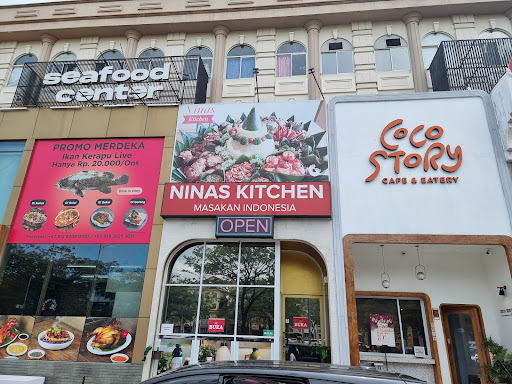 seafood
center
PROMO MERDEKA
Ikan Kerapu Live
Hanya Rp. 20.000/Ons
Ninas
Kitchen
NINAS KITCHEN
MASAKAN INDONESIA
OPEN
BUKA
BUKA
COCO
STORY
CAFE & EATERY